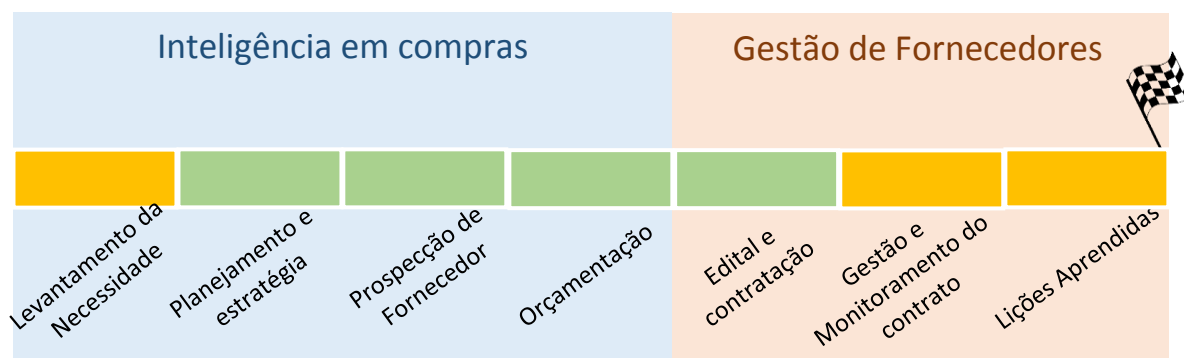 Inteligência em compras
Gestão de Fornecedores
Levantamento da
Necessidade
Planejamento e
estratégia
Prospecção de
Fornecedor
Orçamentação
Edital e
contratação
Gestão e
Monitoramento do
contrato
Lições Aprendidas